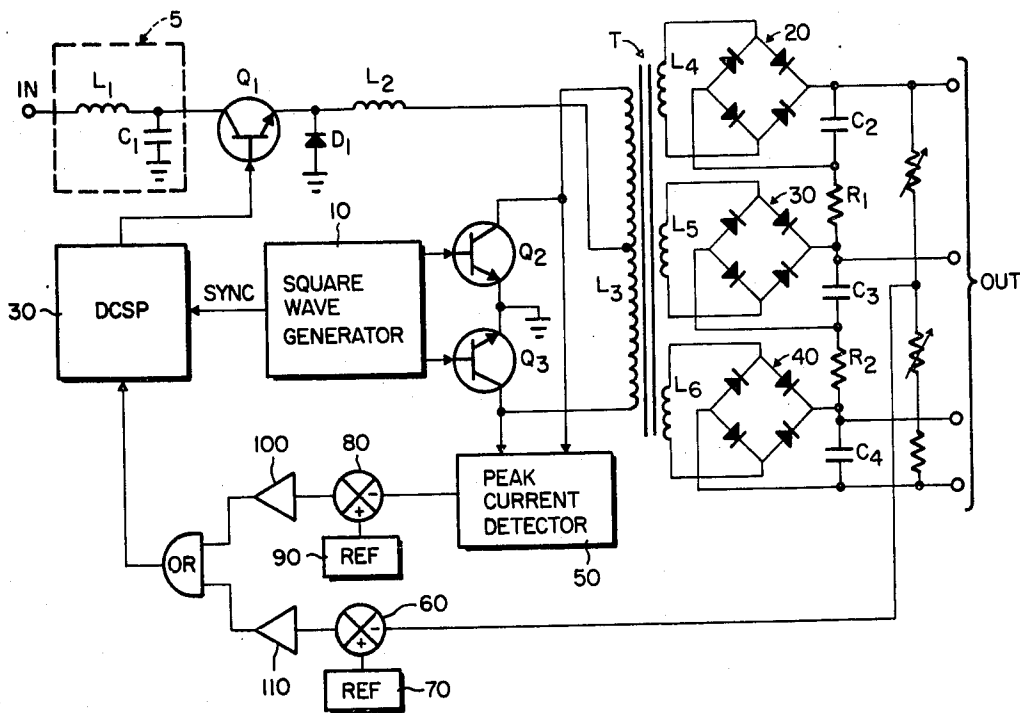 5
IN
L1
C1
Q1
D1
L2
T
L3
L4
20
C2
R1
L5
30
C3
R2
L6
40
C4
OUT
30
DCSP
SYNC
10
SQUARE
WAVE
GENERATOR
Q2
Q3
PEAK
CURRENT
DETECTOR
50
100
80
-
+
90
REF
OR
110
60
-
+
REF
70